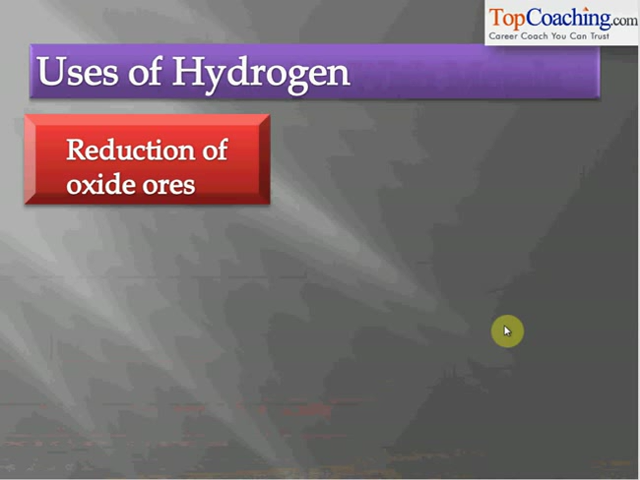 TopCoaching.com
Career Coach You Can Trust
Uses of Hydrogen
Reduction of
oxide ores